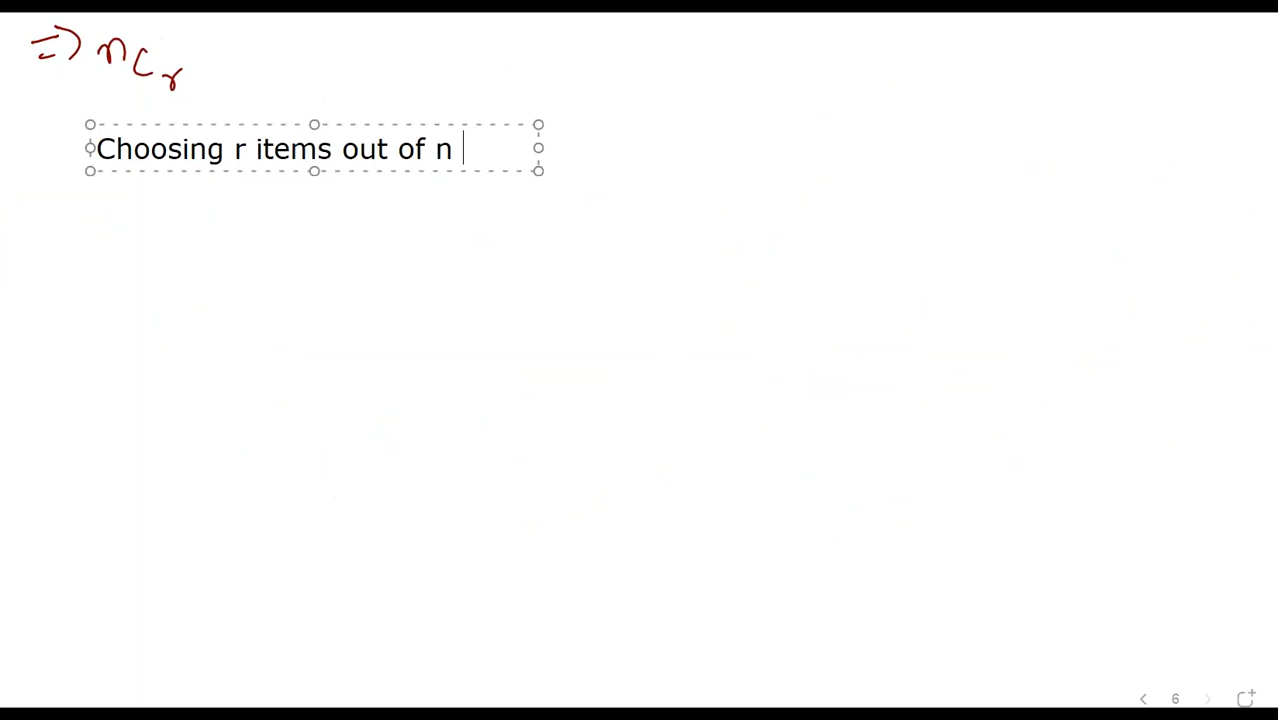 ⇒ nCr
Choosing r items out of n
6